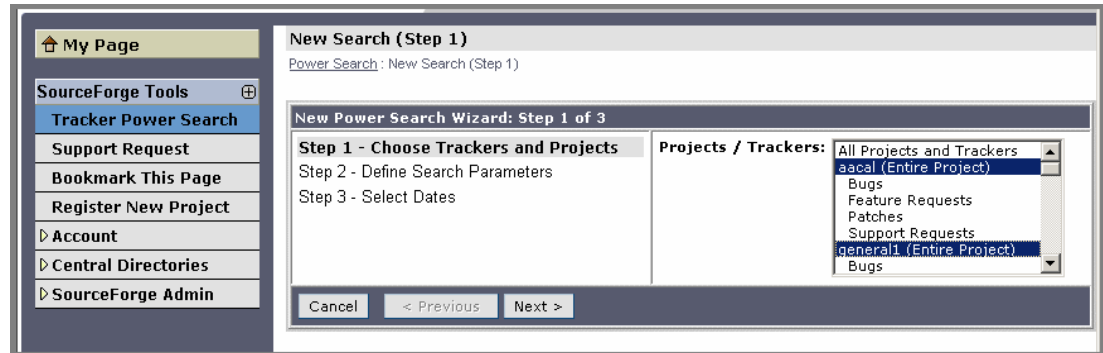 My Page
SourceForge Tools
Tracker Power Search
Support Request
Bookmark This Page
Register New Project
Account
Central Directories
SourceForge Admin
New Search (Step 1)
Power Search : New Search (Step 1)
New Power Search Wizard: Step 1 of 3
Step 1 - Choose Trackers and Projects
Step 2 - Define Search Parameters
Step 3 - Select Dates
Projects / Trackers:
All Projects and Trackers
aacal (Entire Project)
Bugs
Feature Requests
Patches
Support Requests
general1 (Entire Project)
Bugs
Cancel
< Previous
Next >